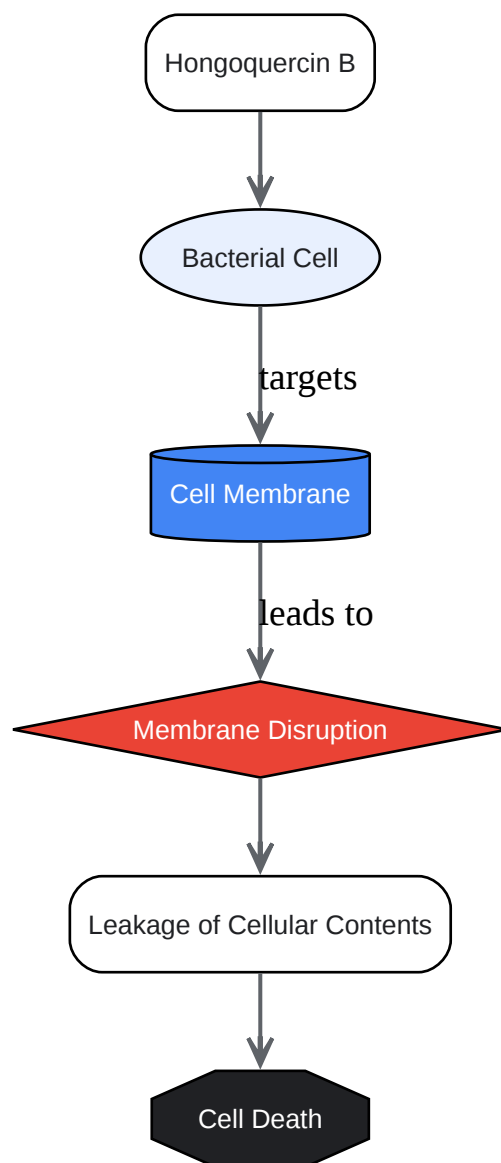 Hongoquercin B
Bacterial Cell
targets
Cell Membrane
leads to
Membrane Disruption
Leakage of Cellular Contents
Cell Death